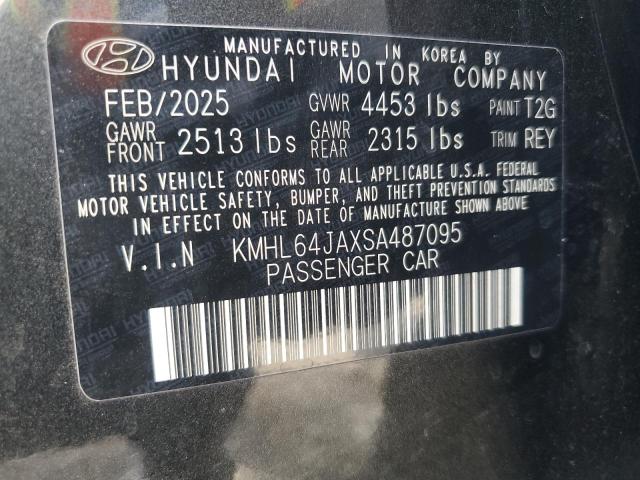 MANUFACTURED IN KOREA BY
HYUNDAI MOTOR COMPANY
FEB/2025 GVWR 4453 lbs PAINT T2G
GAWR FRONT 2513 lbs GAWR REAR 2315 lbs TRIM REY
THIS VEHICLE CONFORMS TO ALL APPLICABLE U.S.A. FEDERAL
MOTOR VEHICLE SAFETY, BUMPER, AND THEFT PREVENTION STANDARDS
IN EFFECT ON THE DATE OF MANUFACTURE SHOWN ABOVE
V.I.N KMHL64JAXSA487095
PASSENGER CAR